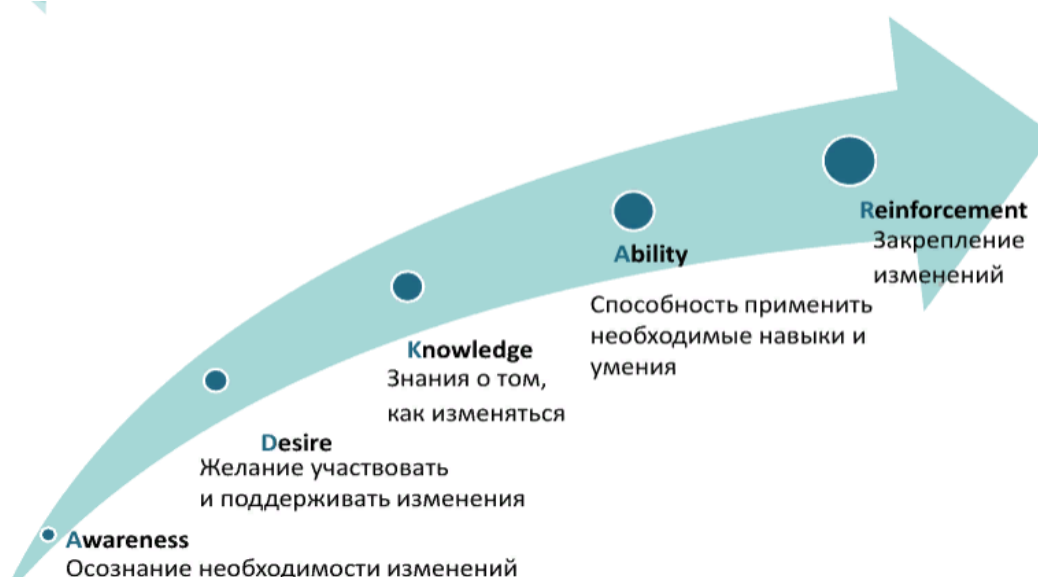 Reinforcement
Закрепление
изменений
Ability
Способность применить
необходимые навыки и
умения
Knowledge
Знания о том,
как изменяться
Desire
Желание участвовать
и поддерживать изменения
Awareness
Осознание необходимости изменений